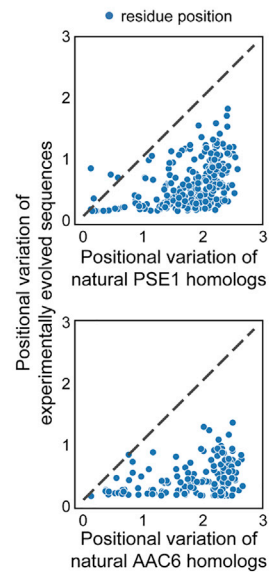 residue position
Positional variation of
experimentally evolved sequences
3
2
1
0
0 1 2 3
Positional variation of
natural PSE1 homologs
3
2
1
0
0 1 2 3
Positional variation of
natural AAC6 homologs